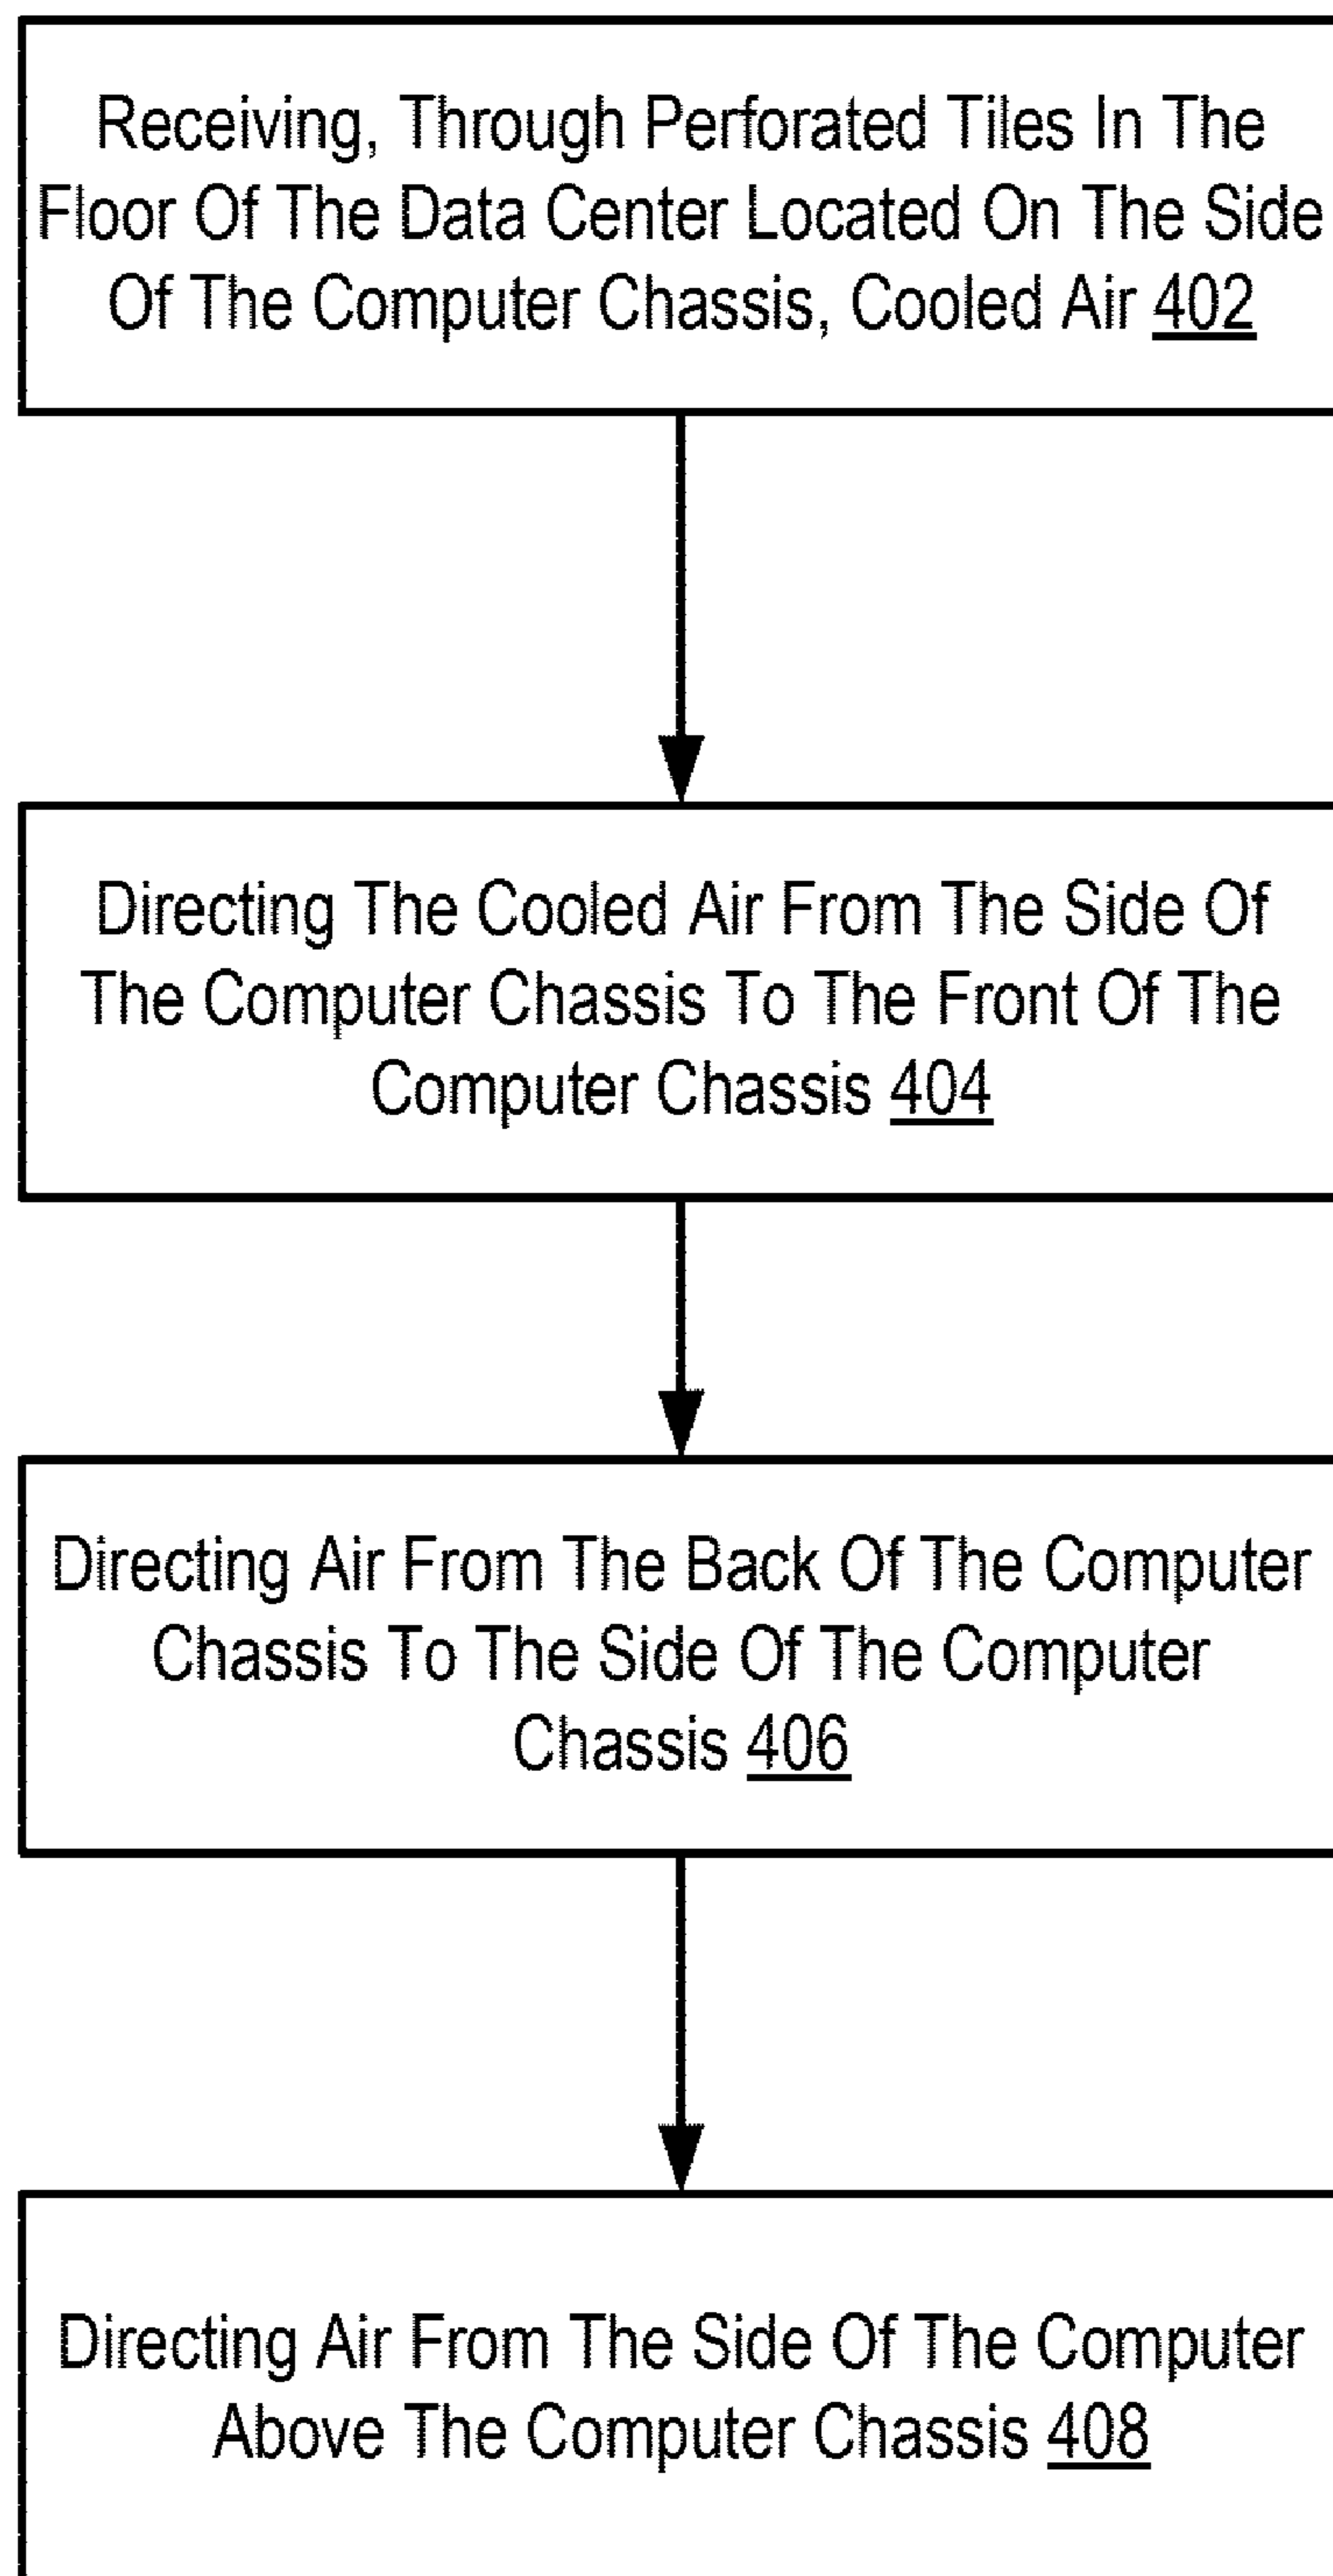 Receiving, Through Perforated Tiles In The
Floor Of The Data Center Located On The Side
Of The Computer Chassis, Cooled Air 402
Directing The Cooled Air From The Side Of
The Computer Chassis To The Front Of The
Computer Chassis 404
Directing Air From The Back Of The Computer
Chassis To The Side Of The Computer
Chassis 406
Directing Air From The Side Of The Computer
Above The Computer Chassis 408